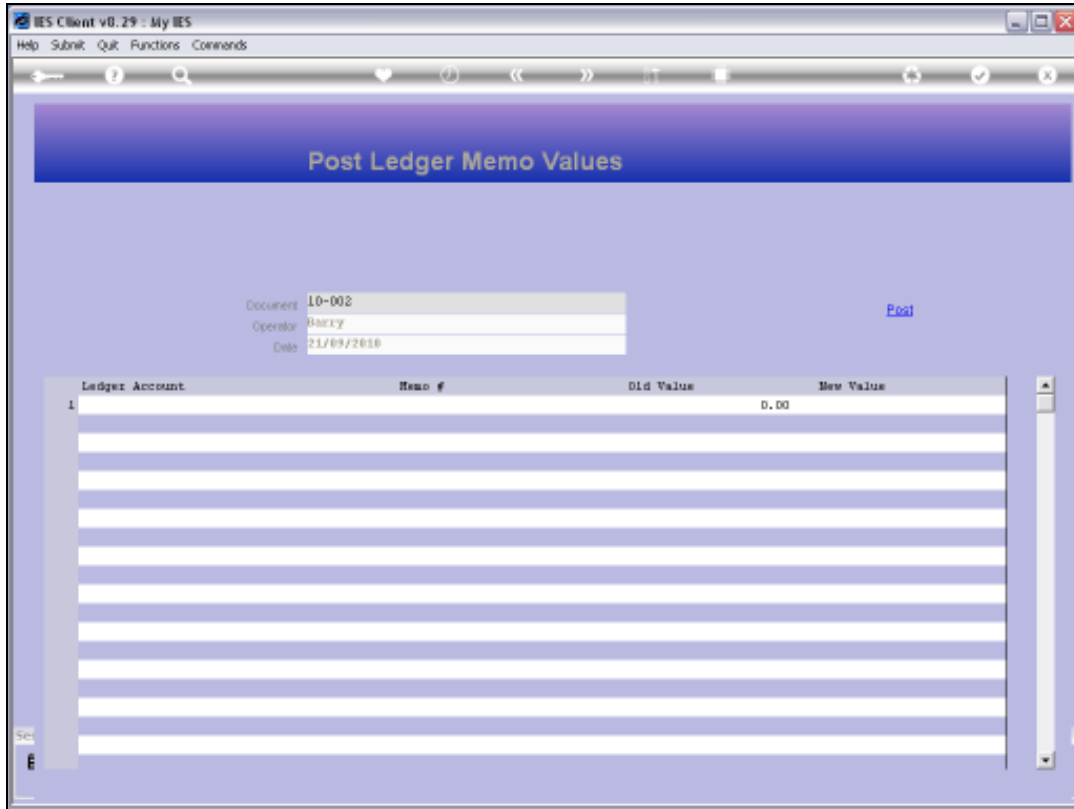 IES Client v8.29 : My IES
Help Submit Quit Functions Commands
Post Ledger Memo Values
Document 10-002
Operator Barry
Date 21/09/2010
Post
Ledger Account Memo # Old Value New Value
1 0.00
Se